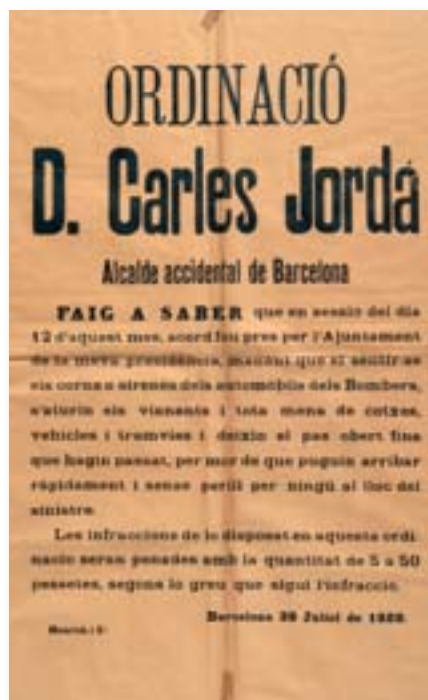 ORDINACIÓ
D. Carles Jordá
Alcalde accidental de Barcelona
FAIG A SABER que en sessió del dia
12 d'aquest mes, acord fou pres per l'Ajuntament
de la meva presidencia, manant que al sentir-se
els corns o sirenes dels automòbils dels Bombers,
s'aturin els vianants i tota mena de cotxes,
vehicles i tramvies i deixin el pas obert fins
que hagin passat, per mor de que puguin arribar
ràpidament i sense perill per ningú al lloc del
sinistre.
Les infraccions de lo disposat en aquesta ordi-
nació seran penades amb la quantitat de 5 a 50
pessetes, segons lo greu que sigui l'infracció.
Barcelona Juliol de